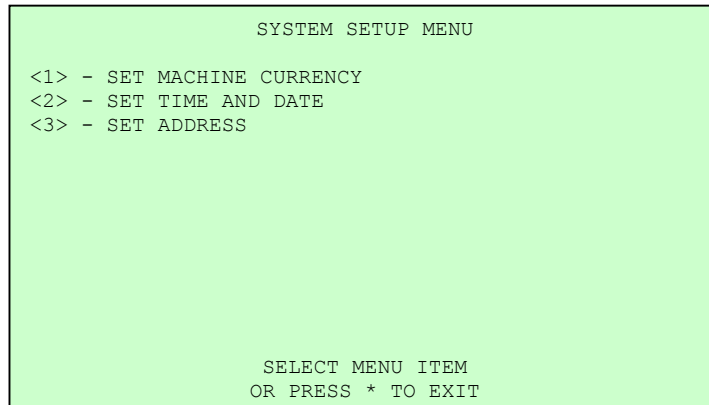 SYSTEM SETUP MENU
<1> - SET MACHINE CURRENCY
<2> - SET TIME AND DATE
<3> - SET ADDRESS
SELECT MENU ITEM
OR PRESS * TO EXIT